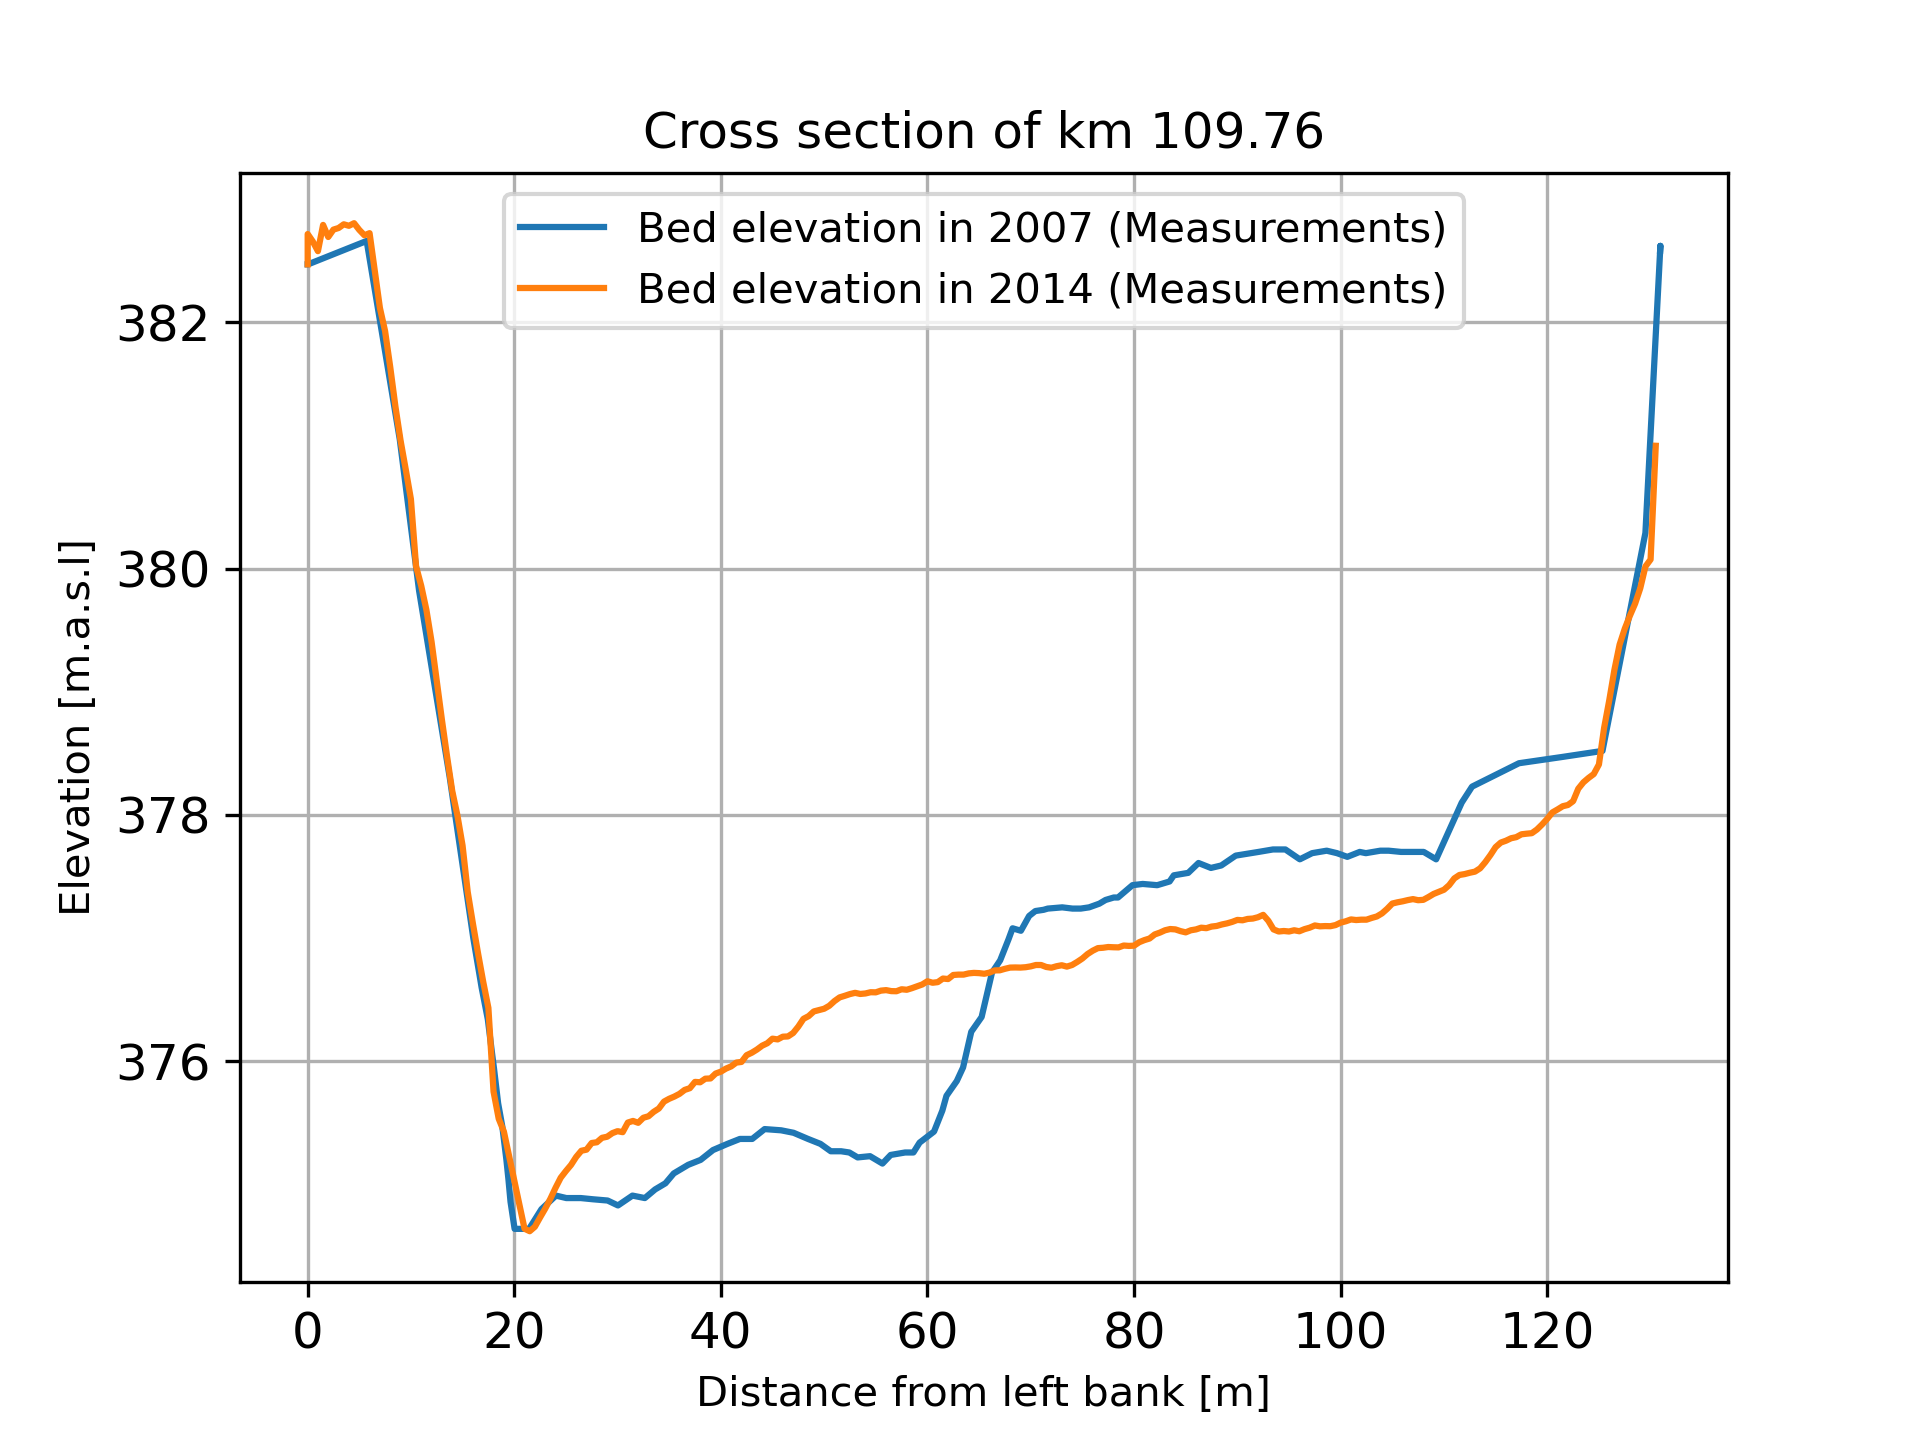 Cross section of km 109.76
Bed elevation in 2007 (Measurements)
Bed elevation in 2014 (Measurements)
Elevation [m.a.s.l]
382
380
378
376
0 20 40 60 80 100 120
Distance from left bank [m]